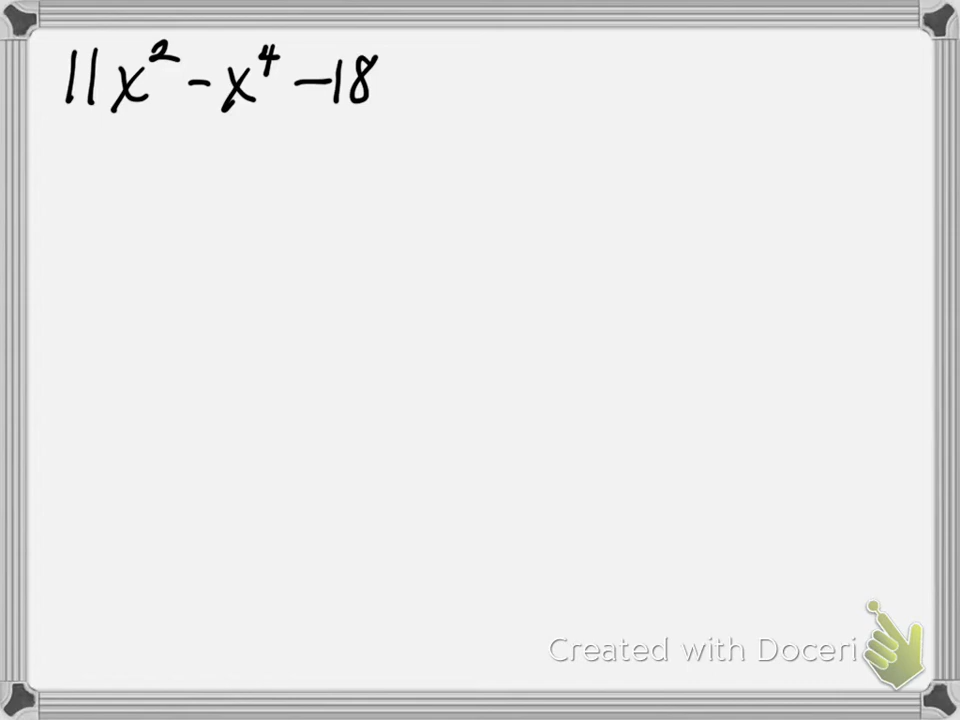 11x² - x⁴ - 18
Created with Doceri